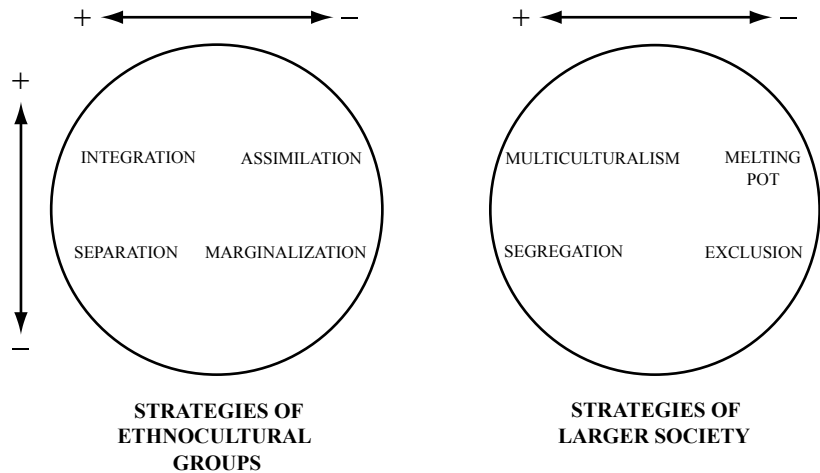 + –
+
–
INTEGRATION ASSIMILATION
SEPARATION MARGINALIZATION
STRATEGIES OF
ETHNOCULTURAL
GROUPS
+ –
MULTICULTURALISM MELTING
POT
SEGREGATION EXCLUSION
STRATEGIES OF
LARGER SOCIETY